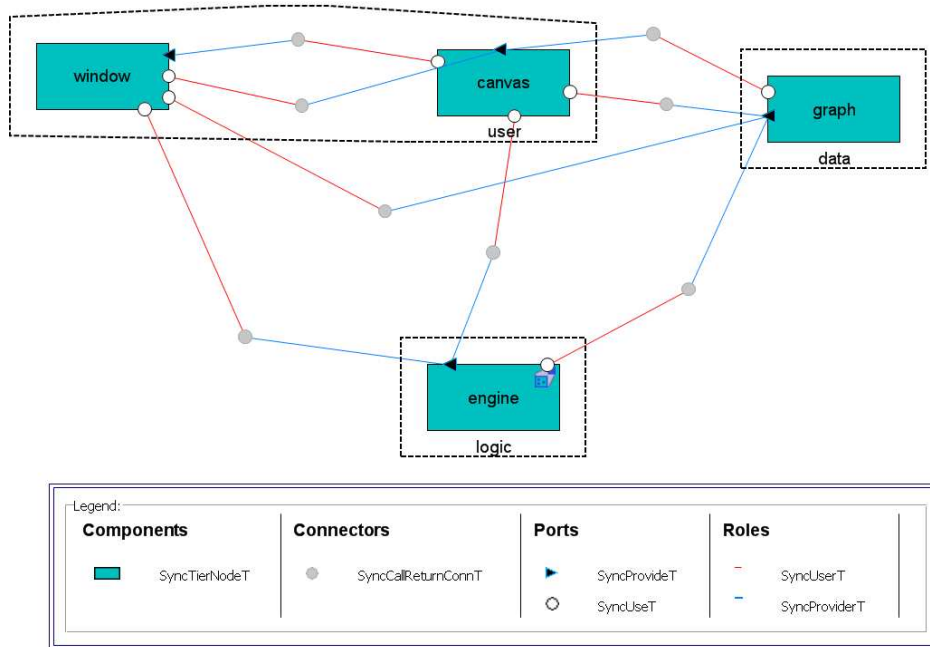 window
canvas
user
graph
data
engine
logic
Legend:
Components Connectors Ports Roles
SyncTierNodeT SyncCallReturnConnT SyncProvideT SyncUserT
SyncUseT SyncProviderT